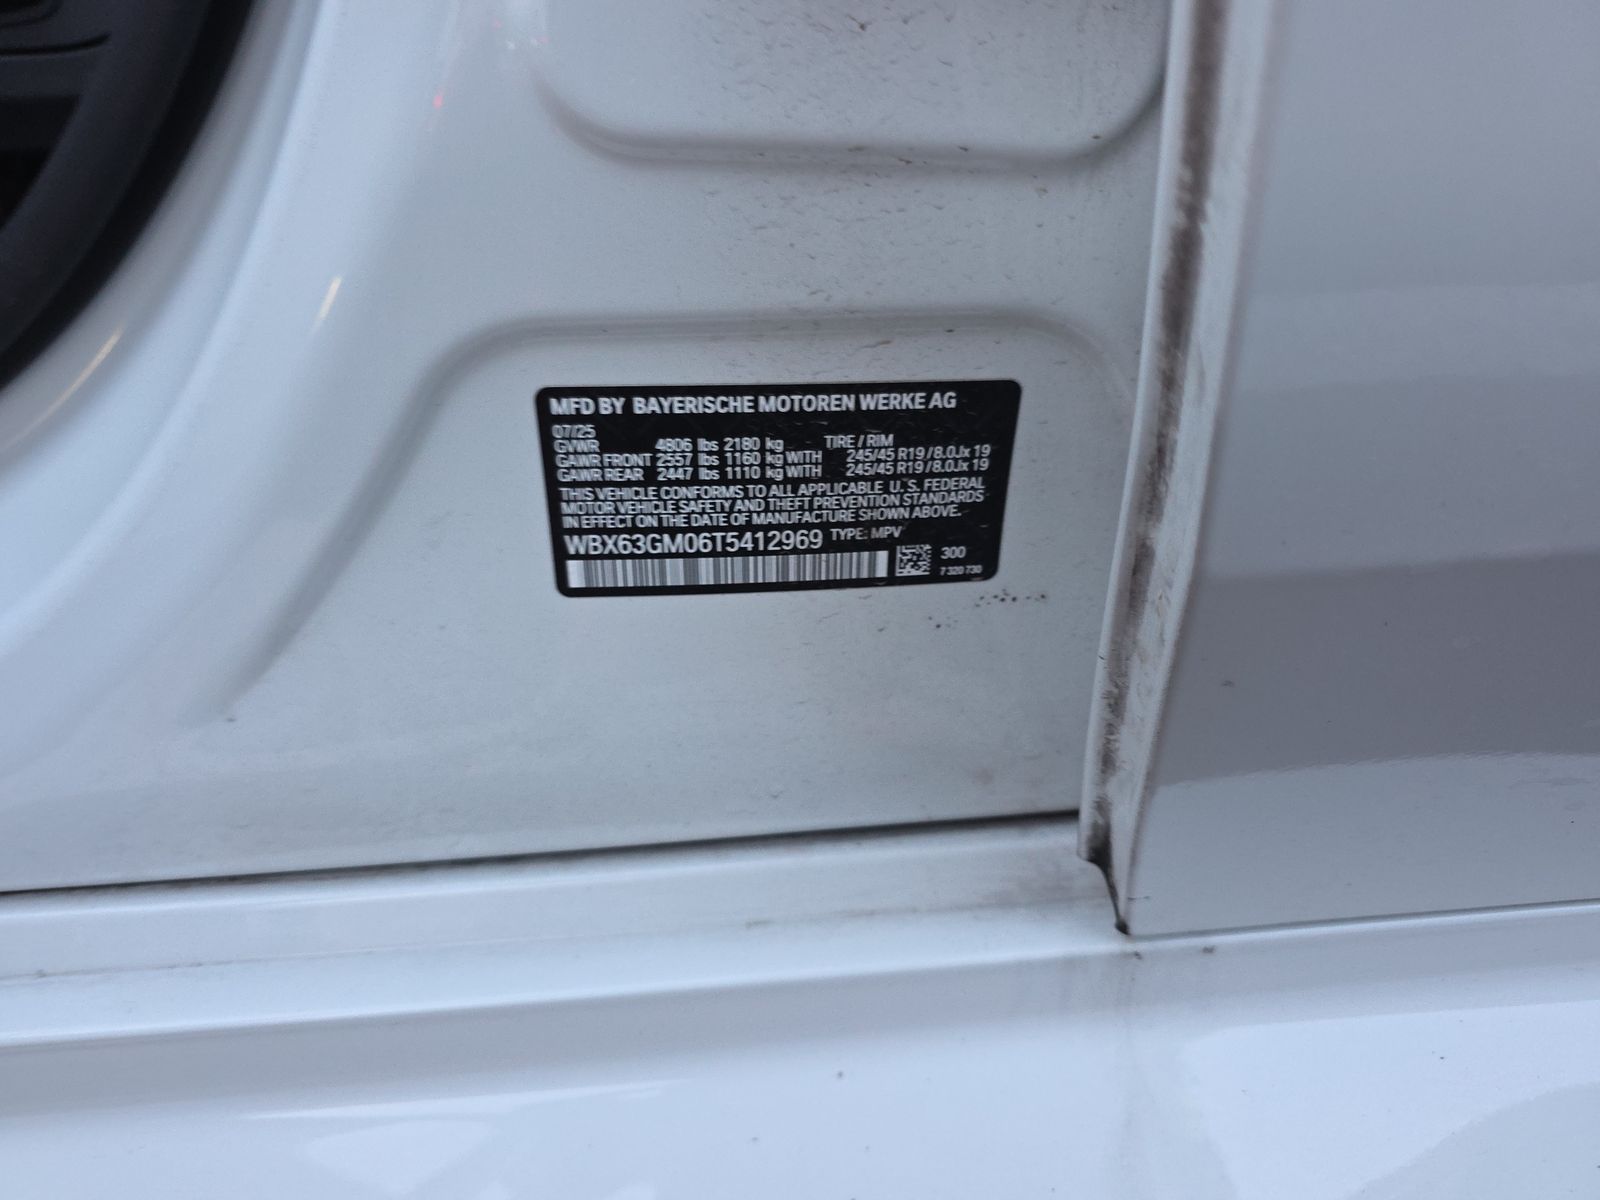 MFD BY BAYERISCHE MOTOREN WERKE AG
07/25
GVWR 4806 lbs 2180 kg TIRE / RIM
GAWR FRONT 2557 lbs 1160 kg WITH 245/45 R19 / 8.0Jx 19
GAWR REAR 2447 lbs 1110 kg WITH 245/45 R19 / 8.0Jx 19
THIS VEHICLE CONFORMS TO ALL APPLICABLE U.S. FEDERAL
MOTOR VEHICLE SAFETY AND THEFT PREVENTION STANDARDS
IN EFFECT ON THE DATE OF MANUFACTURE SHOWN ABOVE.
WBX63GM06T5412969 TYPE: MPV
300
7 320 730